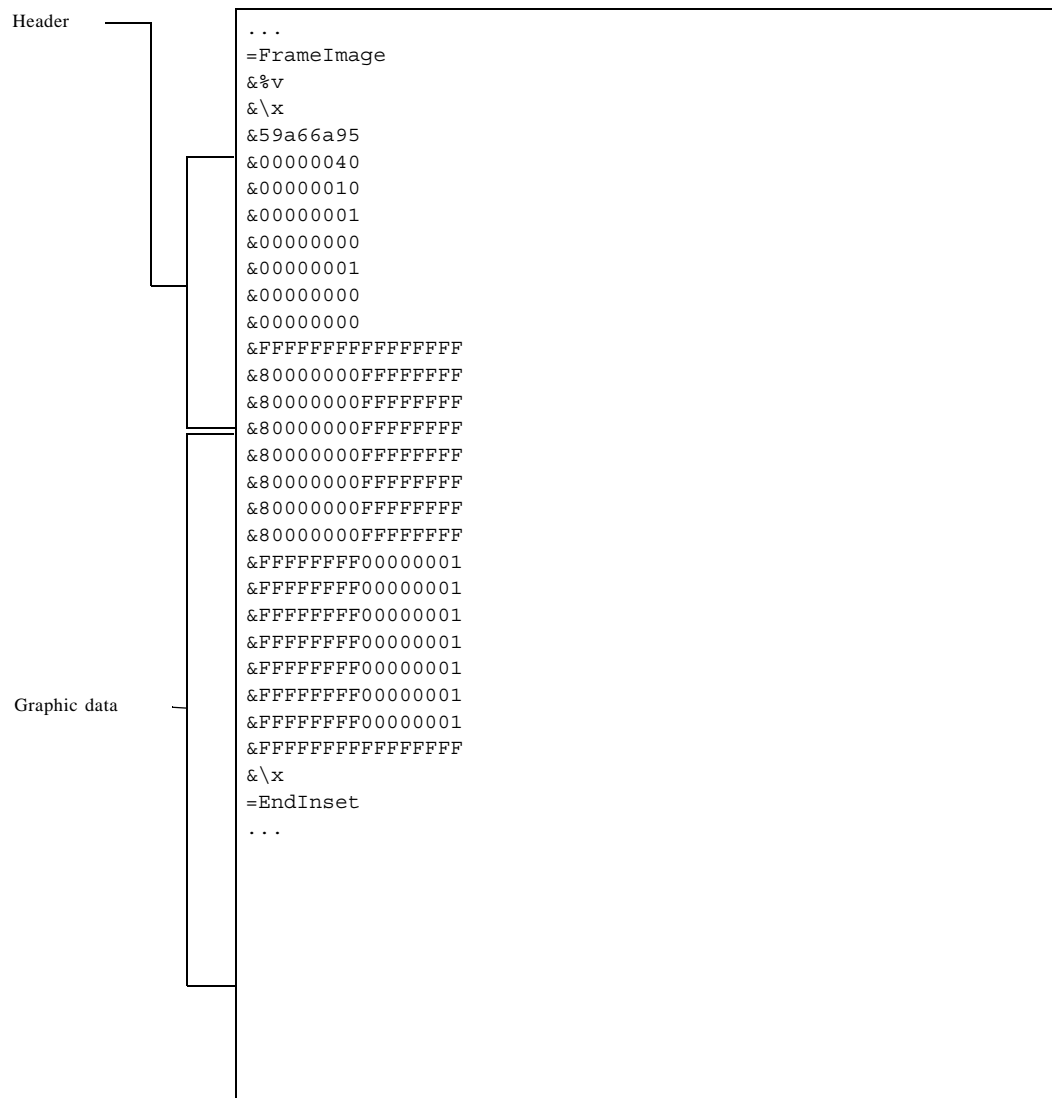 Header
...
=FrameImage
&%v
&\x
&59a66a95
&00000040
&00000010
&00000001
&00000000
&00000001
&00000000
&00000000
&FFFFFFFFFFFFFFFF
&80000000FFFFFFFF
&80000000FFFFFFFF
&80000000FFFFFFFF
&80000000FFFFFFFF
&80000000FFFFFFFF
&80000000FFFFFFFF
&80000000FFFFFFFF
&FFFFFFFF00000001
&FFFFFFFF00000001
&FFFFFFFF00000001
&FFFFFFFF00000001
&FFFFFFFF00000001
&FFFFFFFF00000001
Graphic data
&FFFFFFFF00000001
&FFFFFFFFFFFFFFFF
&\x
=EndInset
...